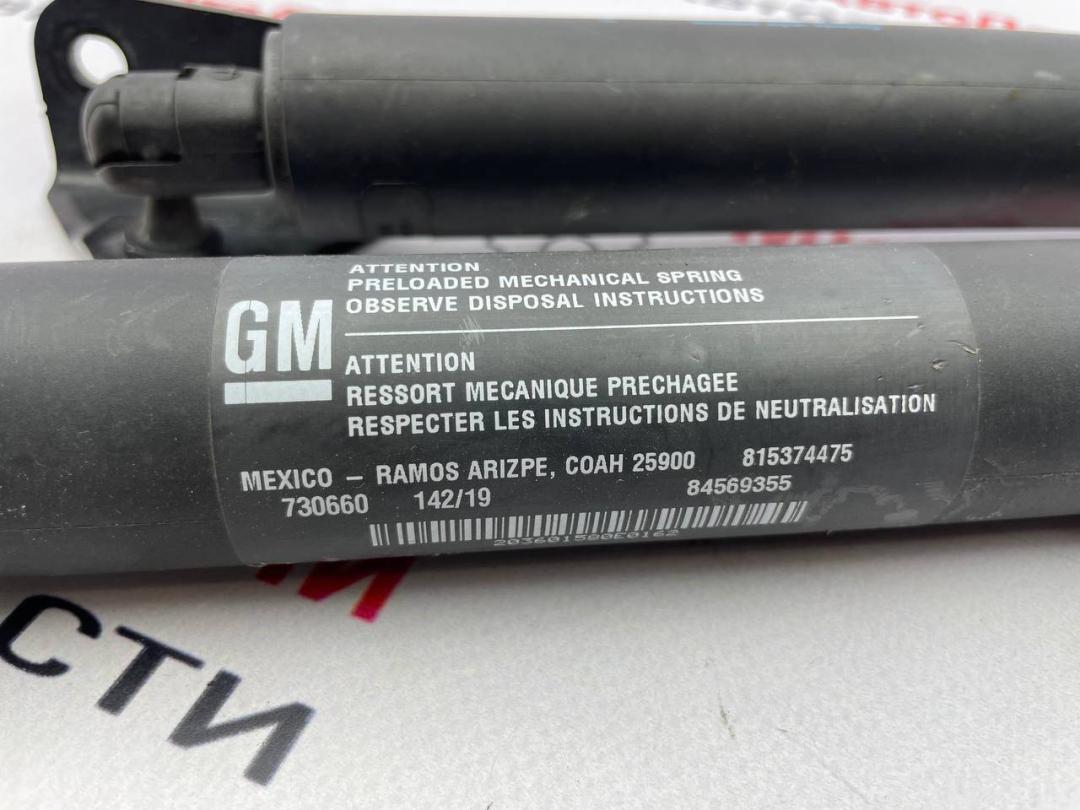 ATTENTION
PRELOADED MECHANICAL SPRING
OBSERVE DISPOSAL INSTRUCTIONS
GM
ATTENTION
RESSORT MECANIQUE PRECHAGEE
RESPECTER LES INSTRUCTIONS DE NEUTRALISATION
MEXICO – RAMOS ARIZPE, COAH 25900 815374475
730660 142/19 84569355
СТИ